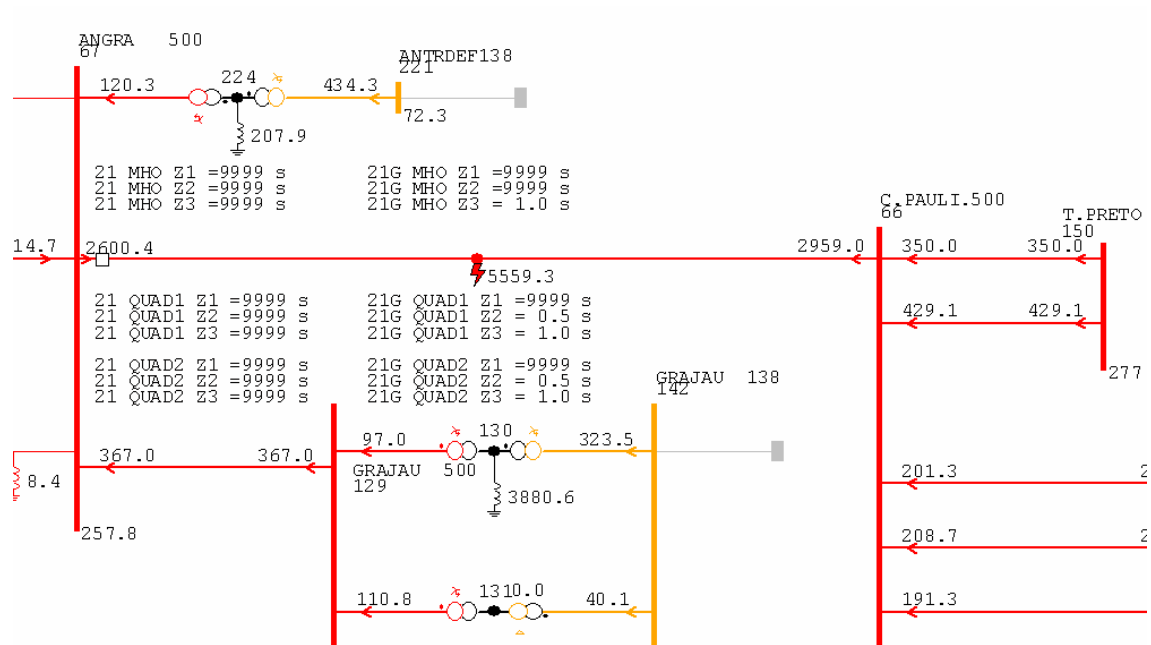 ANGRA 500
67
ANTRDEF138
221
120.3
224
434.3
72.3
207.9
21 MHO Z1 =9999 s
21 MHO Z2 =9999 s
21 MHO Z3 =9999 s
21G MHO Z1 =9999 s
21G MHO Z2 =9999 s
21G MHO Z3 = 1.0 s
C.PAULI.500
66
T.PRETO
150
14.7
2600.4
2959.0
350.0
350.0
5559.3
21 QUAD1 Z1 =9999 s
21 QUAD1 Z2 =9999 s
21 QUAD1 Z3 =9999 s
21G QUAD1 Z1 =9999 s
21G QUAD1 Z2 = 0.5 s
21G QUAD1 Z3 = 1.0 s
429.1
429.1
21 QUAD2 Z1 =9999 s
21 QUAD2 Z2 =9999 s
21 QUAD2 Z3 =9999 s
21G QUAD2 Z1 =9999 s
21G QUAD2 Z2 = 0.5 s
21G QUAD2 Z3 = 1.0 s
277
GRAJAU 138
142
97.0
130
323.5
367.0
367.0
GRAJAU 500
129
8.4
3880.6
201.3
2
257.8
208.7
2
110.8
1310.0
40.1
191.3